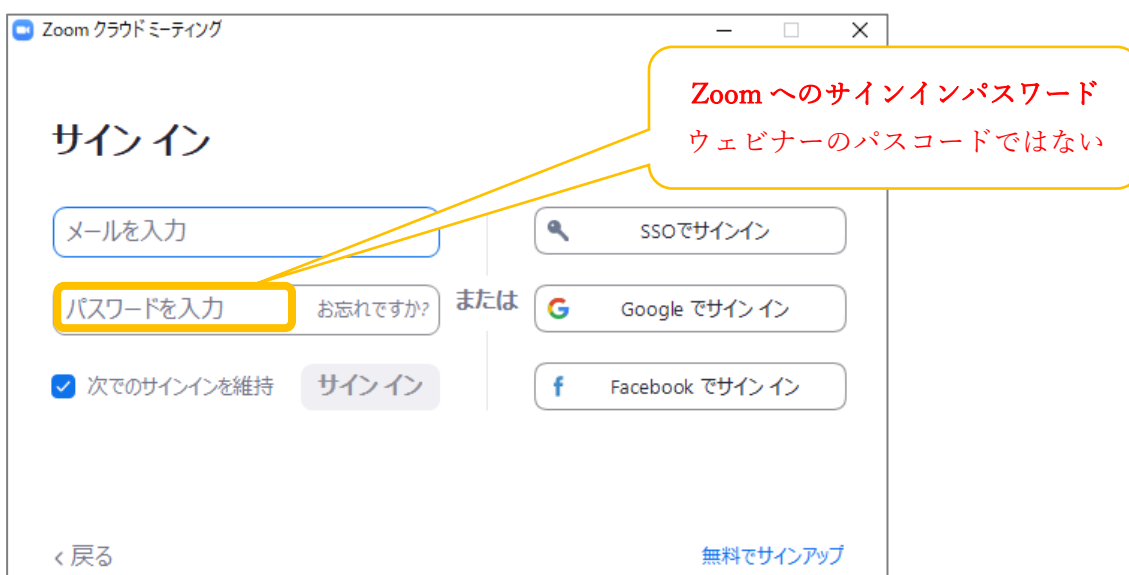 Zoom クラウド ミーティング
Zoom へのサインインパスワード
ウェビナーのパスコードではない
サイン イン
メールを入力
パスワードを入力
お忘れですか?
次でのサインインを維持
サイン イン
または
SSOでサインイン
Google でサイン イン
Facebook でサイン イン
< 戻る
無料でサインアップ